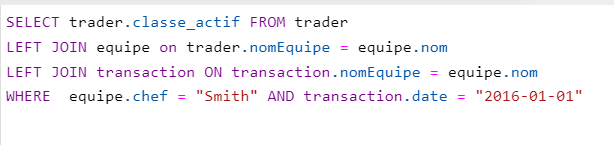 SELECT trader.classe_actif FROM trader
LEFT JOIN equipe on trader.nomEquipe = equipe.nom
LEFT JOIN transaction ON transaction.nomEquipe = equipe.nom
WHERE  equipe.chef = "Smith" AND transaction.date = "2016-01-01"